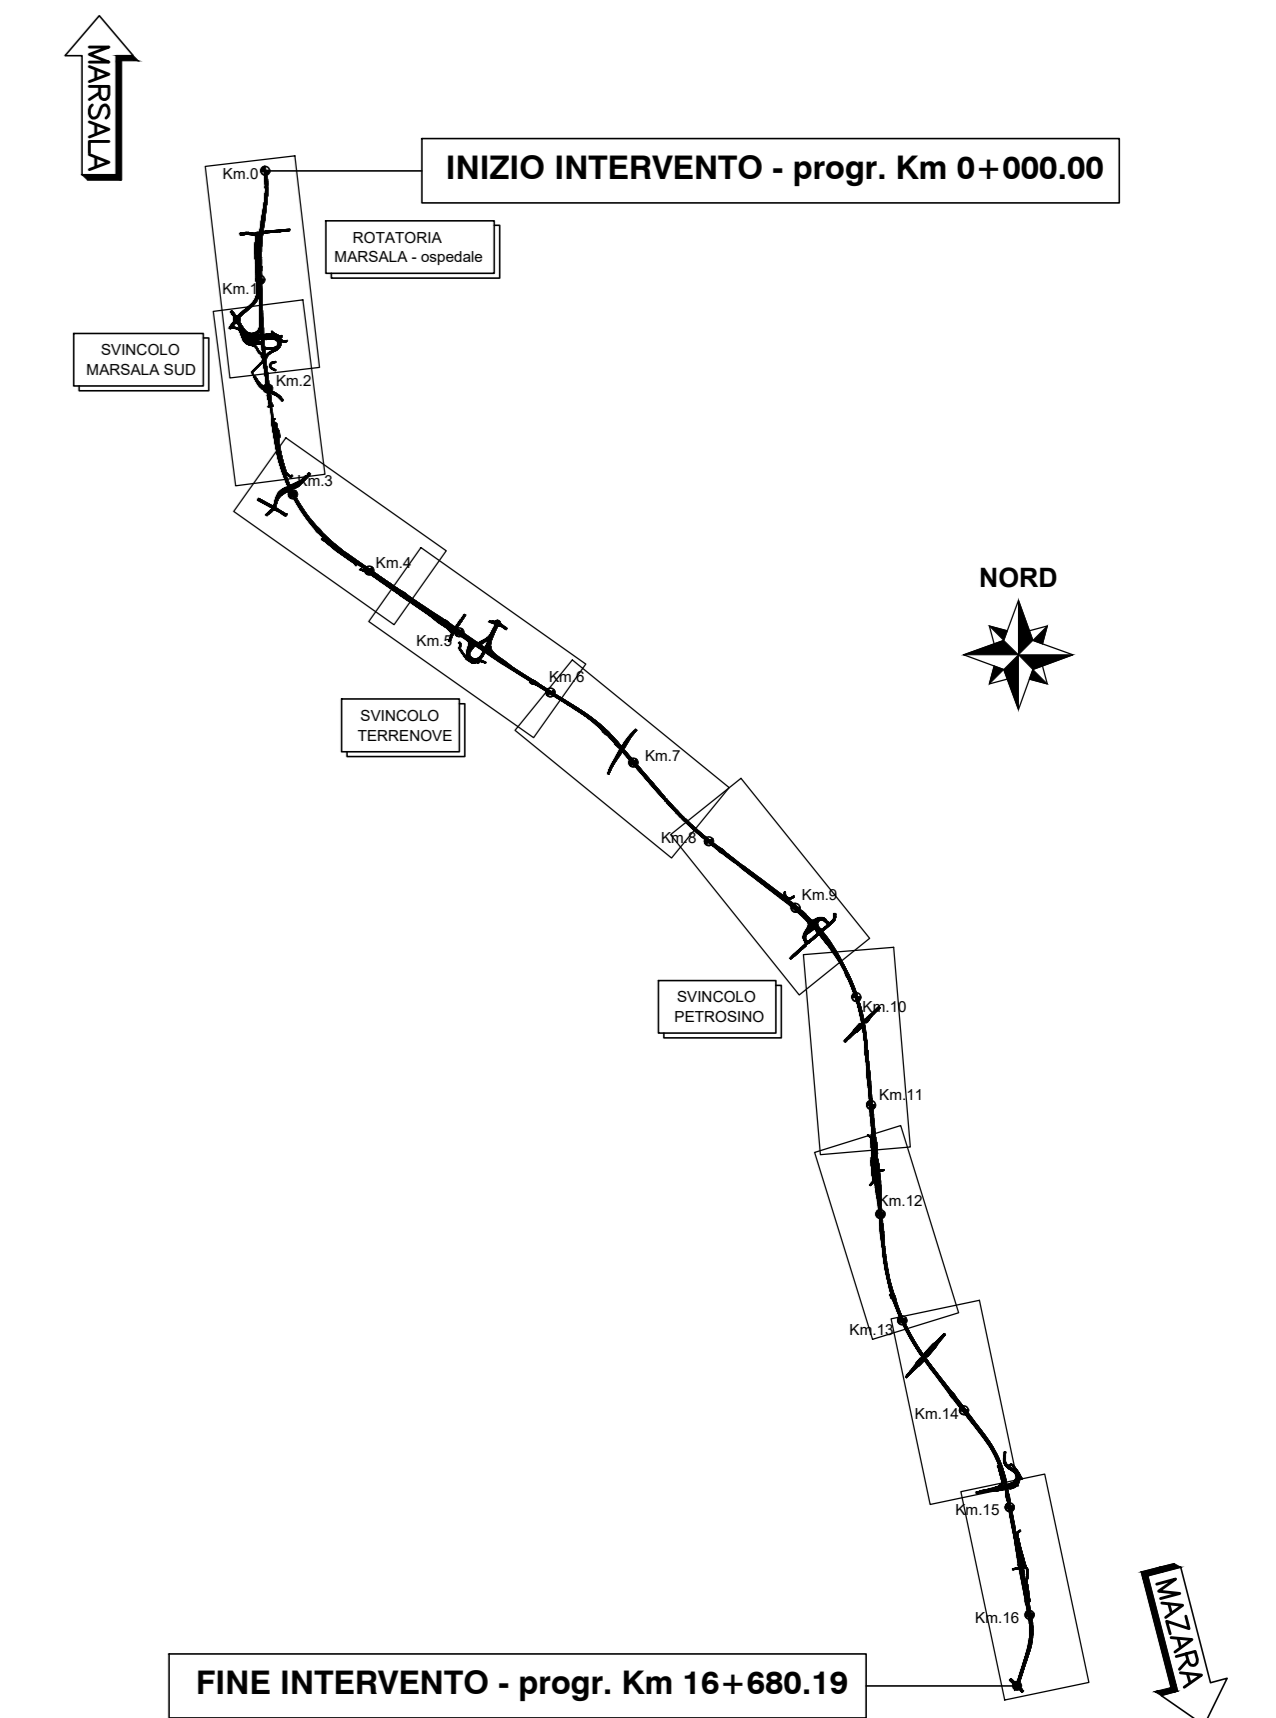 MARSALA
INIZIO INTERVENTO - progr. Km 0+000.00
Km.0
ROTATORIA
MARSALA - ospedale
Km.1
SVINCOLO
MARSALA SUD
Km.2
Km.3
Km.4
NORD
Km.5
Km.6
SVINCOLO
TERRENOVE
Km.7
Km.8
Km.9
SVINCOLO
PETROSINO
Km.10
Km.11
Km.12
Km.13
Km.14
Km.15
Km.16
MAZARA
FINE INTERVENTO - progr. Km 16+680.19